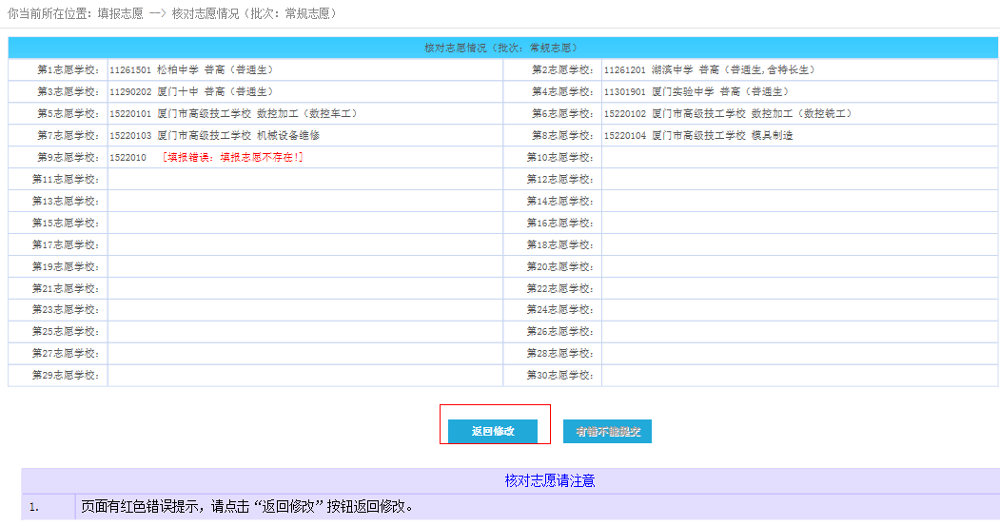 你当前所在位置: 填报志愿 —> 核对志愿情况（批次: 常规志愿）
核对志愿情况（批次: 常规志愿）
第1志愿学校: 11261501 松柏中学 普高（普通生） 第2志愿学校: 11261201 湖滨中学 普高（普通生,含特长生）
第3志愿学校: 11290202 厦门十中 普高（普通生） 第4志愿学校: 11301901 厦门实验中学 普高（普通生）
第5志愿学校: 15220101 厦门市高级技工学校 数控加工（数控车工） 第6志愿学校: 15220102 厦门市高级技工学校 数控加工（数控铣工）
第7志愿学校: 15220103 厦门市高级技工学校 机械设备维修 第8志愿学校: 15220104 厦门市高级技工学校 模具制造
第9志愿学校: 1522010 [填报错误: 填报志愿不存在!] 第10志愿学校:
第11志愿学校: 第12志愿学校:
第13志愿学校: 第14志愿学校:
第15志愿学校: 第16志愿学校:
第17志愿学校: 第18志愿学校:
第19志愿学校: 第20志愿学校:
第21志愿学校: 第22志愿学校:
第23志愿学校: 第24志愿学校:
第25志愿学校: 第26志愿学校:
第27志愿学校: 第28志愿学校:
第29志愿学校: 第30志愿学校:
返回修改 有错不能提交
核对志愿请注意
1. 页面有红色错误提示，请点击“返回修改”按钮返回修改。